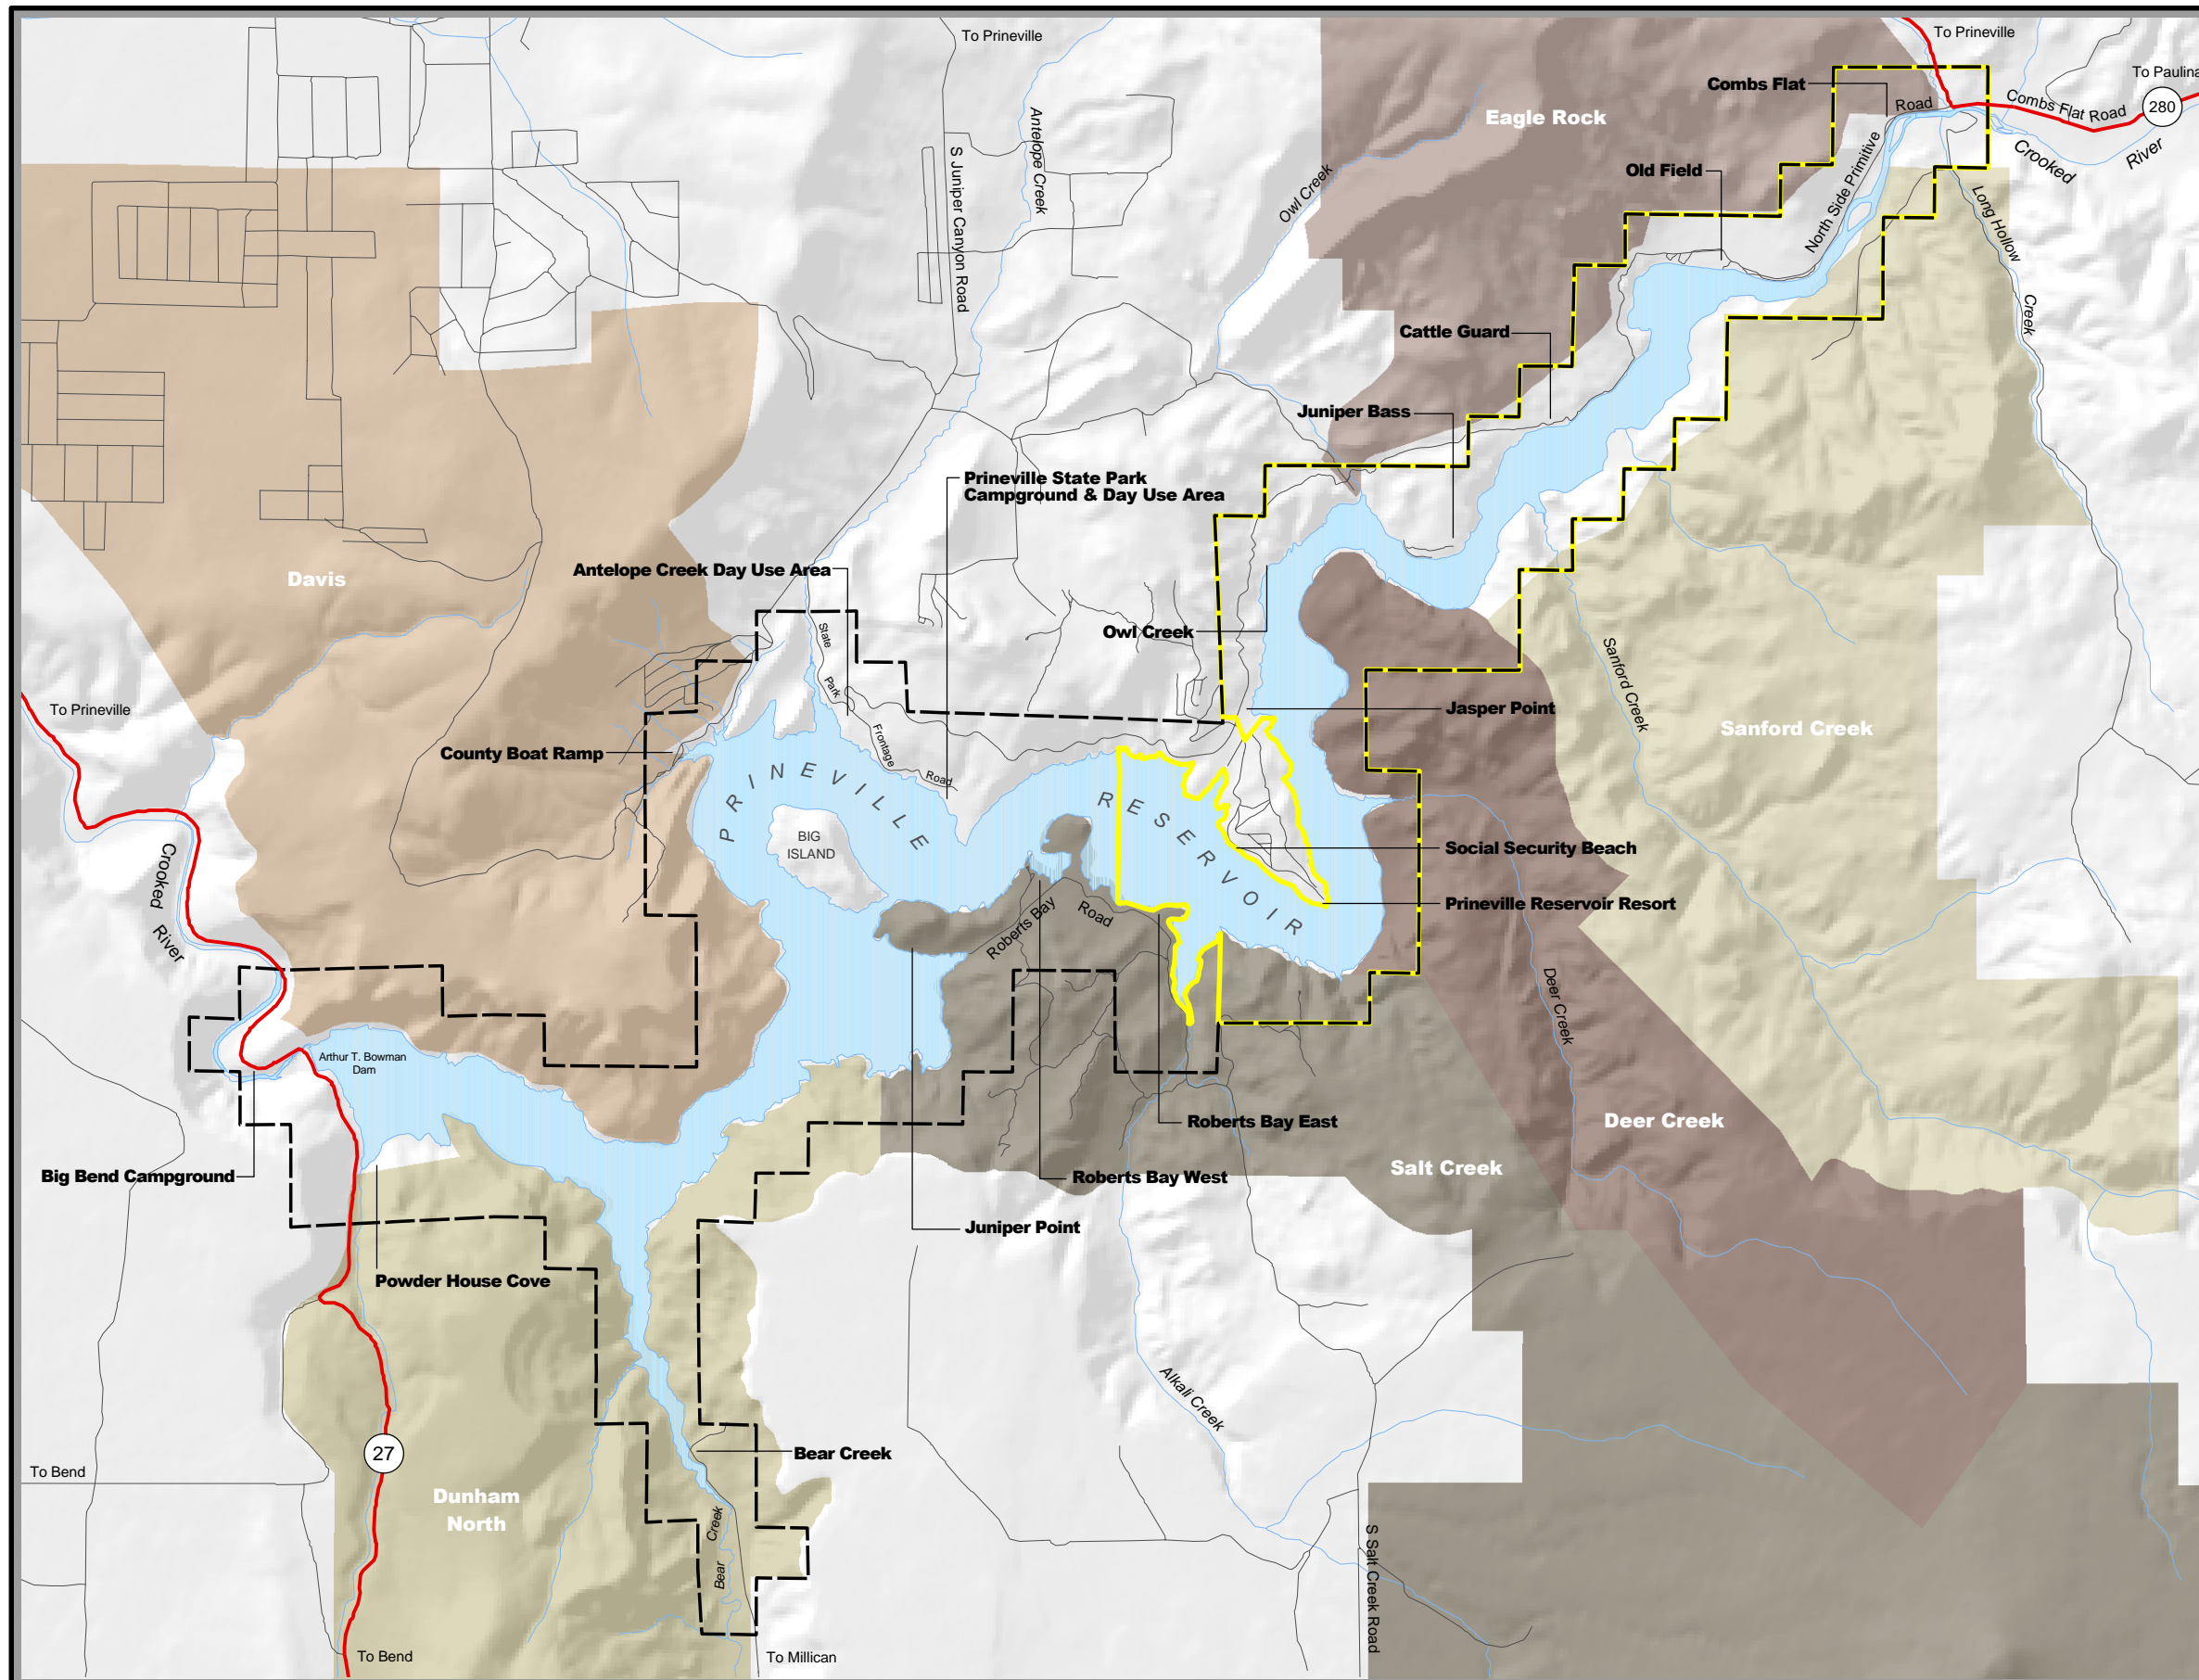 To Prineville
To Prineville
To Paulina
Combs Flat
Road
Combs Flat Road
280
Eagle Rock
Crooked
River
Antelope Creek
S Juniper Canyon Road
Old Field
North Side Primitive
Owl Creek
Long Hollow
Creek
Cattle Guard
Juniper Bass
Prineville State Park
Campground & Day Use Area
Davis
Antelope Creek Day Use Area
State
Park
Frontage
Road
Owl Creek
Sanford Creek
To Prineville
Jasper Point
Sanford Creek
County Boat Ramp
PRINEVILLE
RESERVOIR
BIG
ISLAND
Social Security Beach
Crooked
River
Prineville Reservoir Resort
Roberts Bay
Road
Deer Creek
Arthur T. Bowman
Dam
Roberts Bay East
Deer Creek
Salt Creek
Big Bend Campground
Roberts Bay West
Juniper Point
Powder House Cove
Alkali Creek
27
Bear Creek
To Bend
Dunham
North
Bear
Creek
S Salt Creek Road
To Bend
To Millican